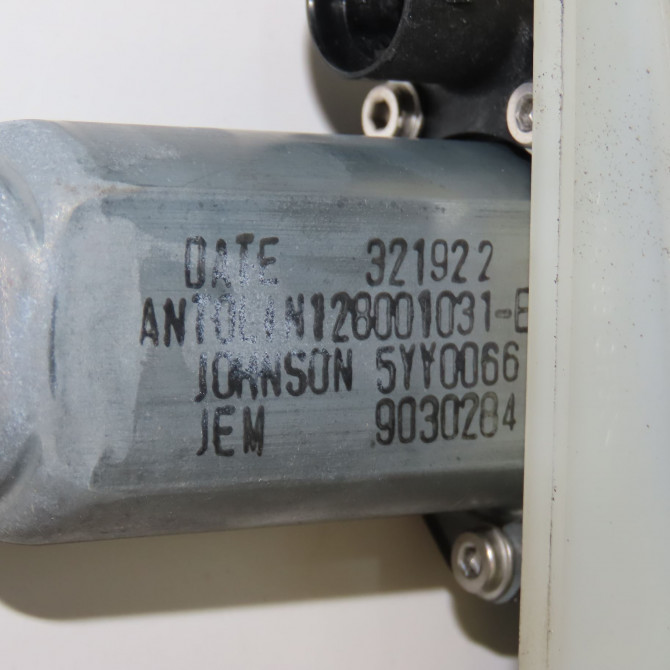 DATE 321922
ANTOLIN128001031-E
JOHNSON 5YY0066
JEM 9030284